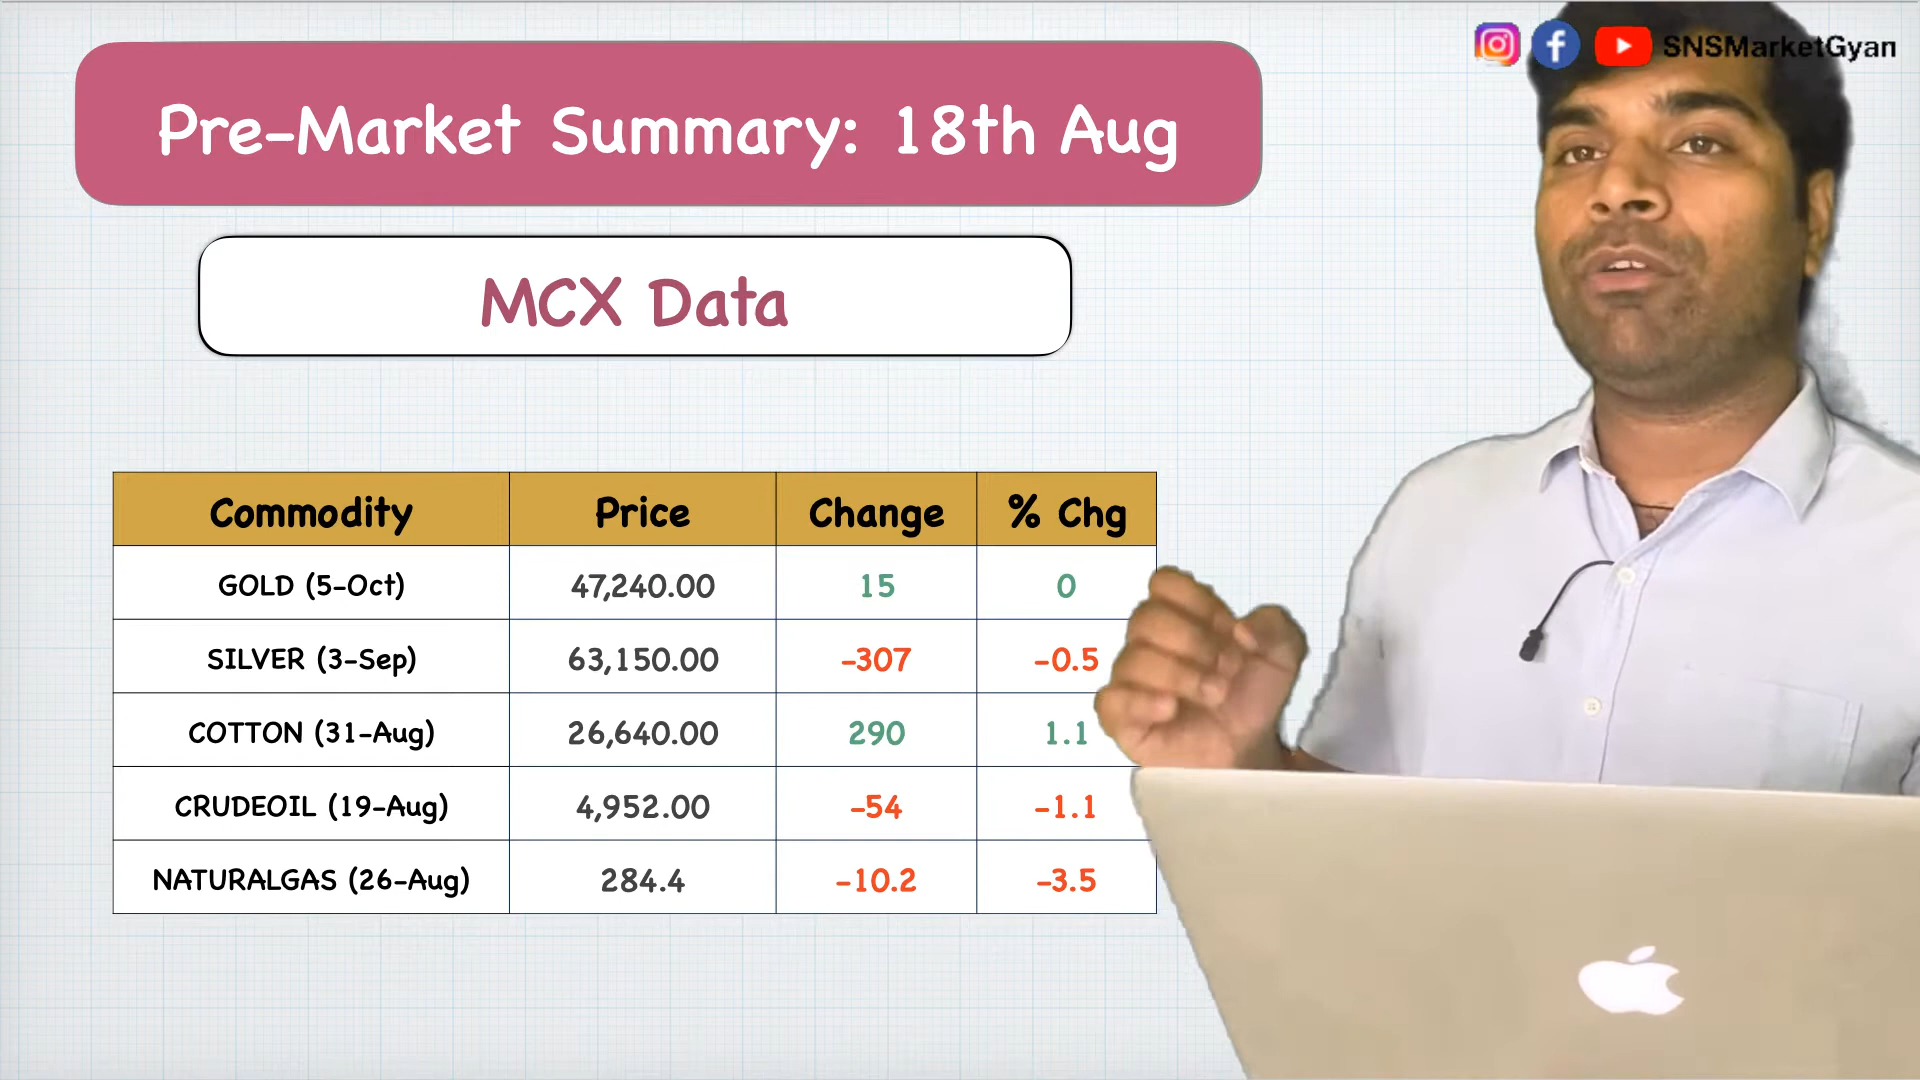 SNSMarketGyan
Pre-Market Summary: 18th Aug
MCX Data
Commodity Price Change % Chg
GOLD (5-Oct) 47,240.00 15 0
SILVER (3-Sep) 63,150.00 -307 -0.5
COTTON (31-Aug) 26,640.00 290 1.1
CRUDEOIL (19-Aug) 4,952.00 -54 -1.1
NATURALGAS (26-Aug) 284.4 -10.2 -3.5